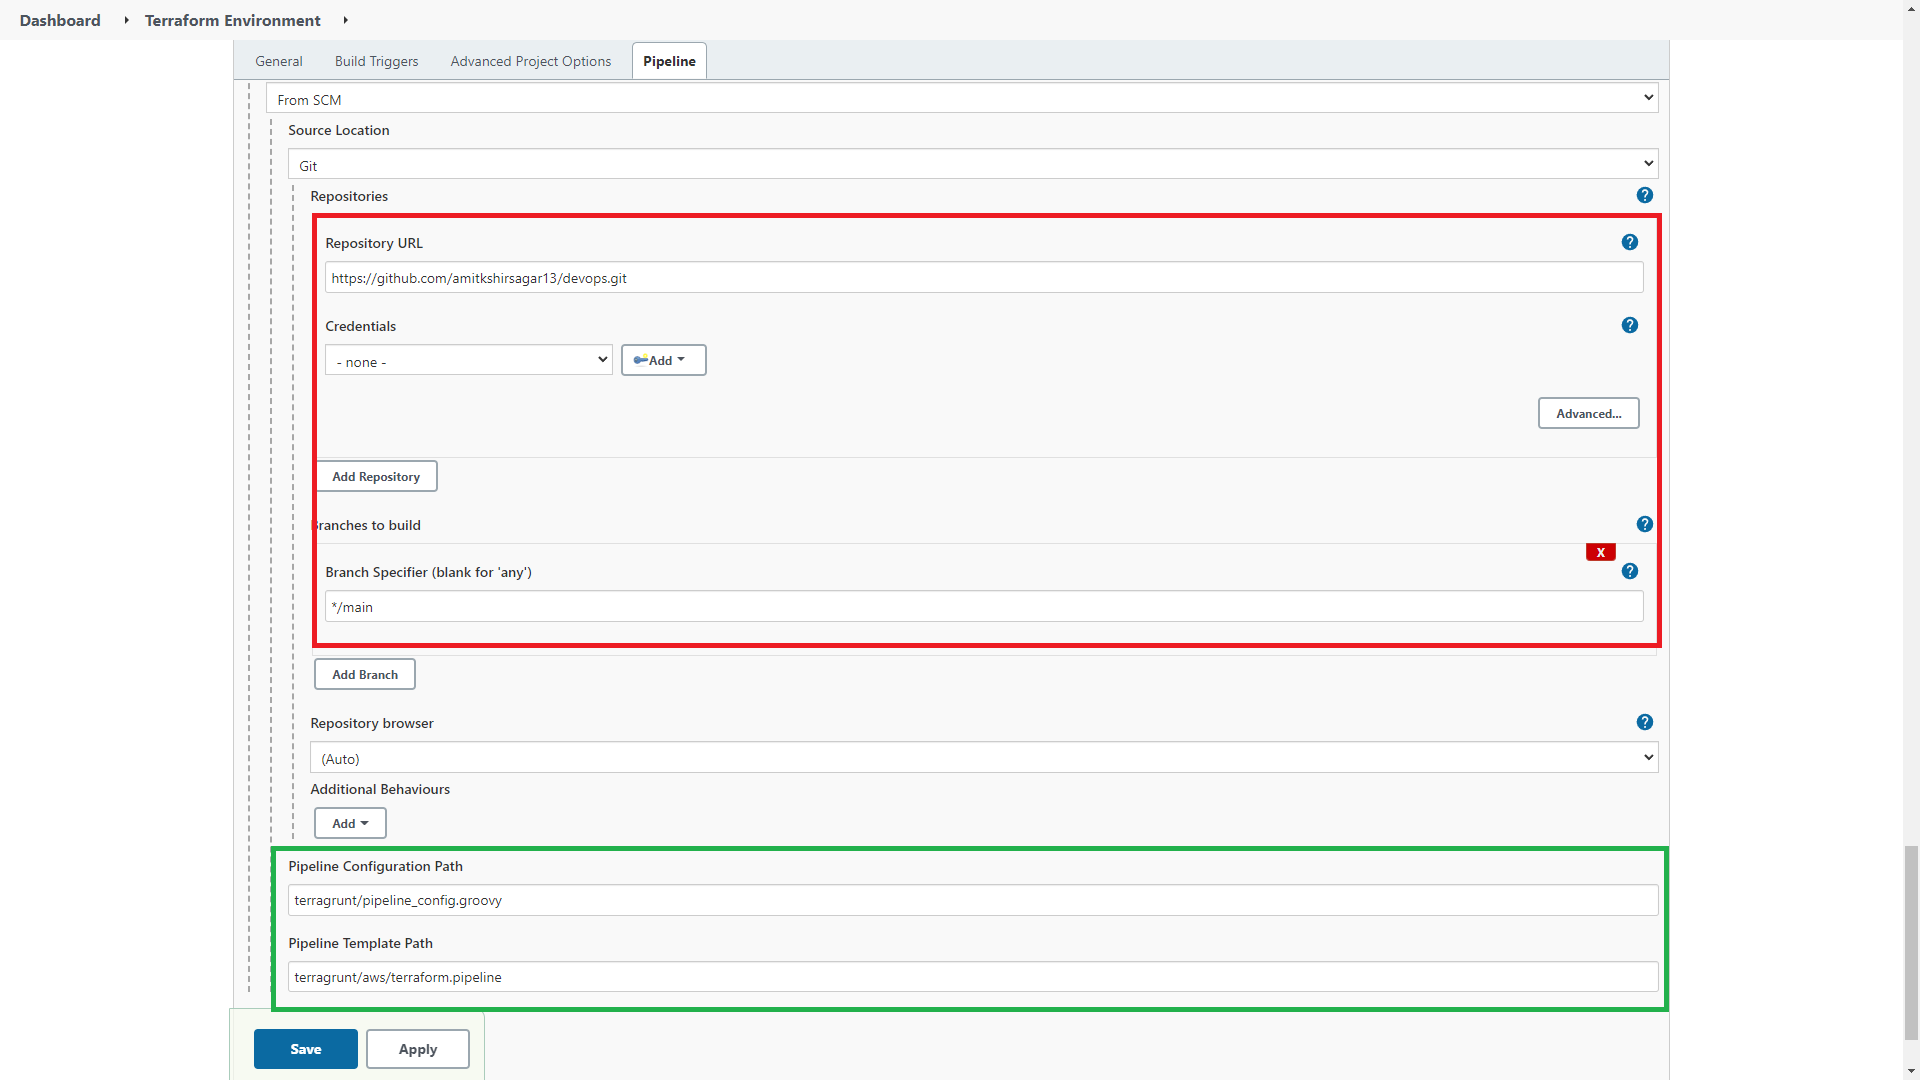 Dashboard
Terraform Environment
General
Build Triggers
Advanced Project Options
Pipeline
From SCM
Source Location
Git
Repositories
?
Repository URL
?
https://github.com/amitkshirsagar13/devops.git
Credentials
?
- none -
Add
Advanced...
Add Repository
Branches to build
?
X
Branch Specifier (blank for 'any')
?
*/main
Add Branch
Repository browser
?
(Auto)
Additional Behaviours
Add
Pipeline Configuration Path
terragrunt/pipeline_config.groovy
Pipeline Template Path
terragrunt/aws/terraform.pipeline
Save
Apply